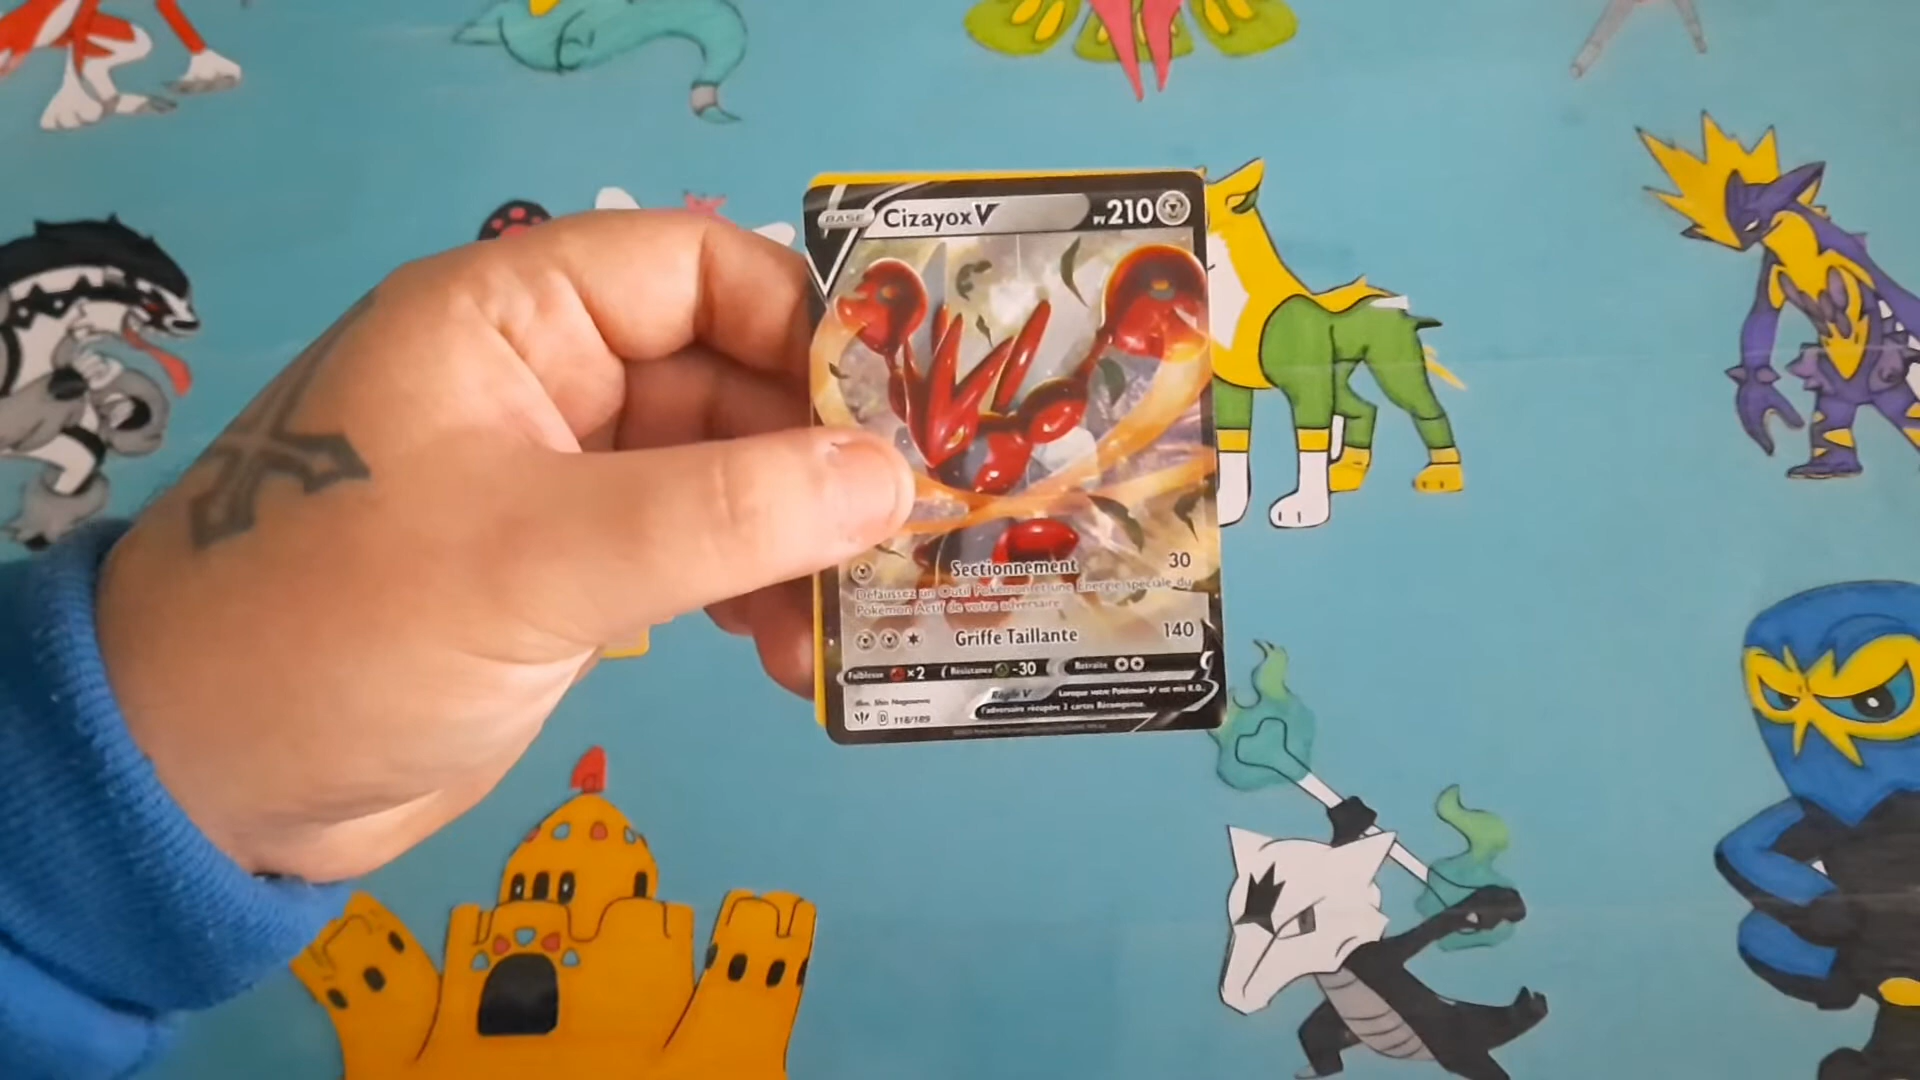 BASE Cizayox V PV 210
Sectionnement 30
Défaussez un Outil Pokémon et une Énergie spéciale du
Pokémon Actif de votre adversaire.
Griffe Taillante 140
Faiblesse ×2 Résistance -30 Retraite
Règle V Lorsque votre Pokémon-V est mis K.O.,
l'adversaire récupère 2 cartes Récompense.
Illus. Shin Nagasawa
D 118/189